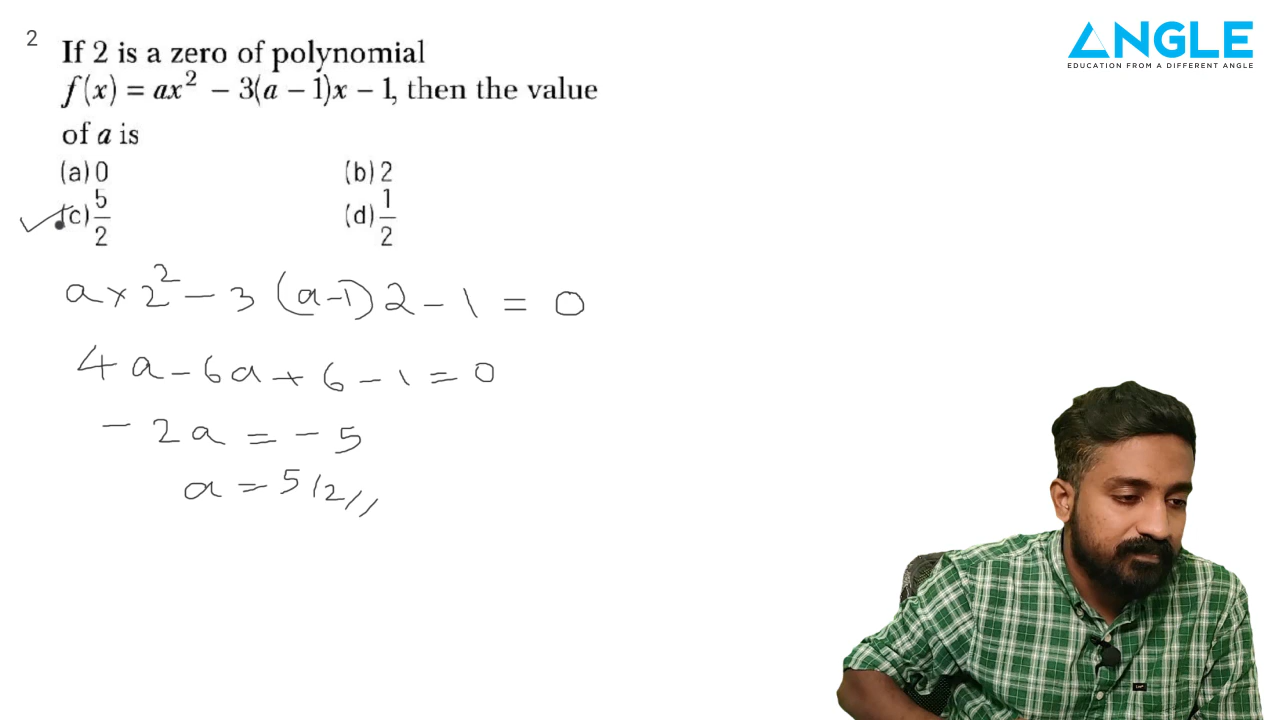 2
If 2 is a zero of polynomial
f(x) = ax² − 3(a − 1)x − 1, then the value
of a is
(a) 0 (b) 2
(c) 5/2 (d) 1/2
a × 2² − 3 (a−1) 2 − 1 = 0
4a − 6a + 6 − 1 = 0
− 2a = − 5
a = 5/2 //
ANGLE
EDUCATION FROM A DIFFERENT ANGLE